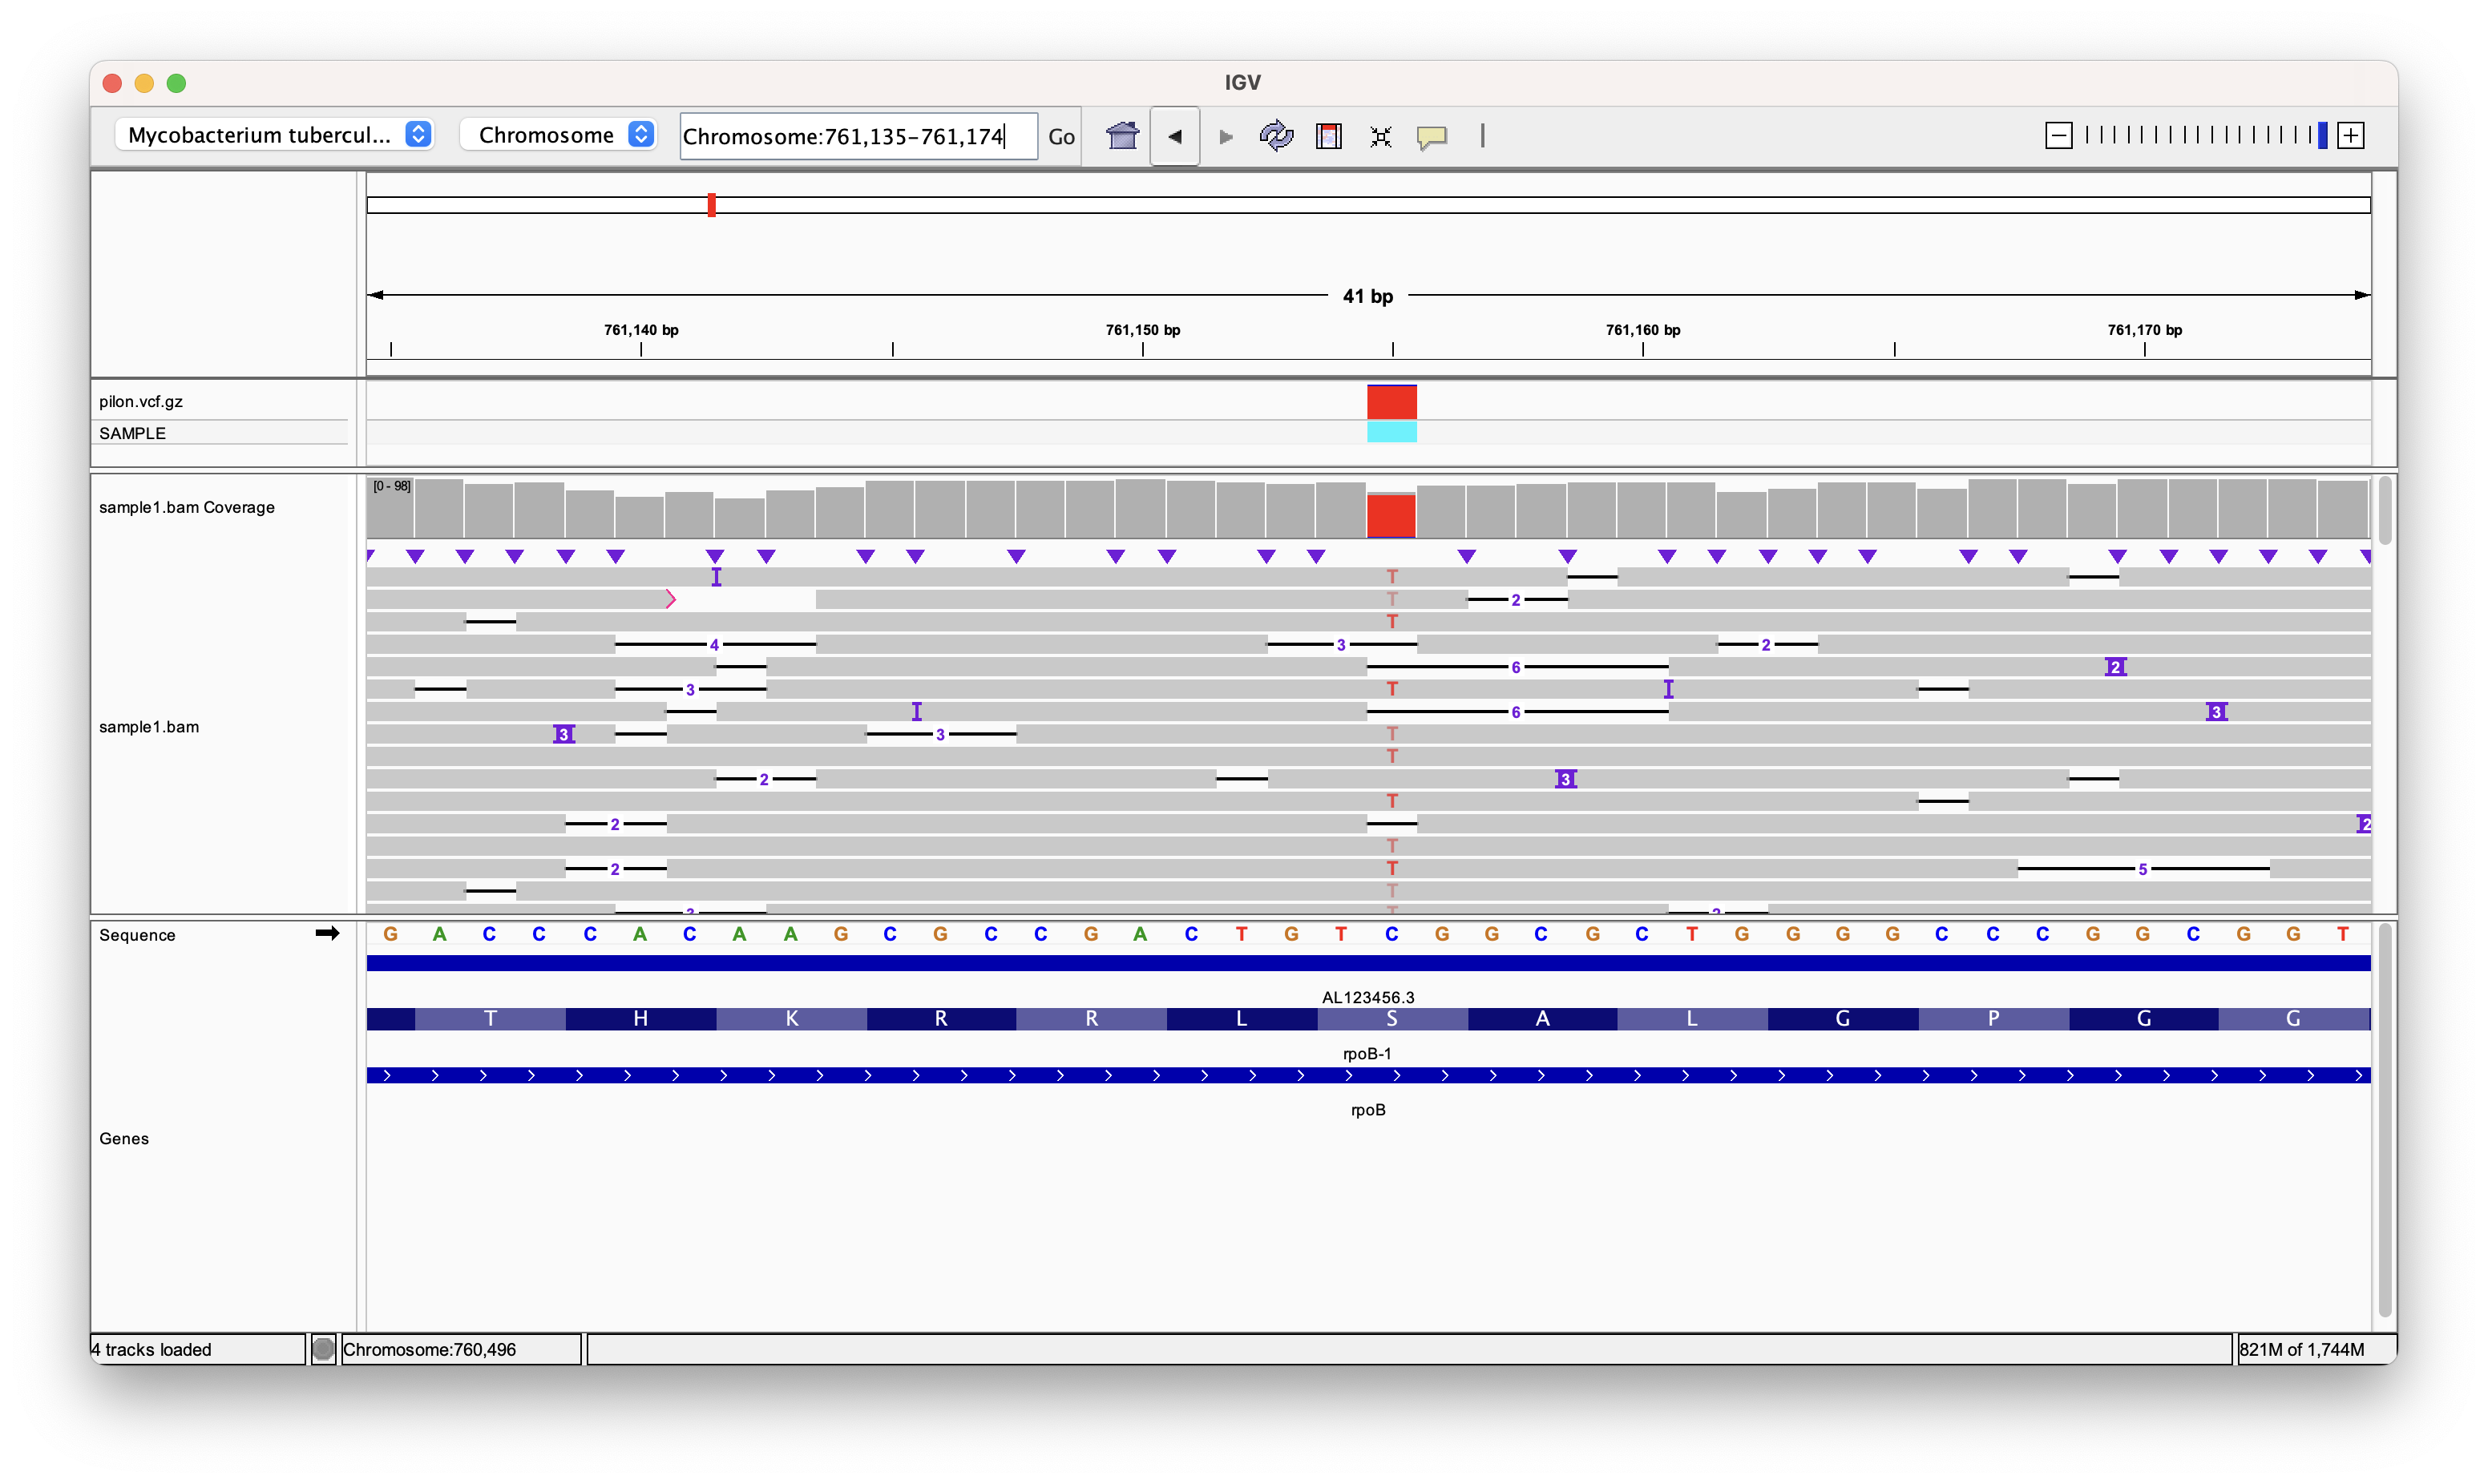 IGV
Mycobacterium tubercul...
Chromosome
Chromosome:761,135-761,174
Go
41 bp
761,140 bp 761,150 bp 761,160 bp 761,170 bp
pilon.vcf.gz
SAMPLE
sample1.bam Coverage
[0 - 98]
sample1.bam
T
T 2
T
4 3 2
6 2
3 T
6 3
3 3 T
T
2 3
T
2 2
T
2 T 5
T
3 T 2
Sequence G A C C C A C A A G C G C C G A C T G T C G G C G C T G G G G C C C G G C G G T
AL123456.3
T H K R R L S A L G P G G
rpoB-1
rpoB
Genes
4 tracks loaded
Chromosome:760,496
821M of 1,744M